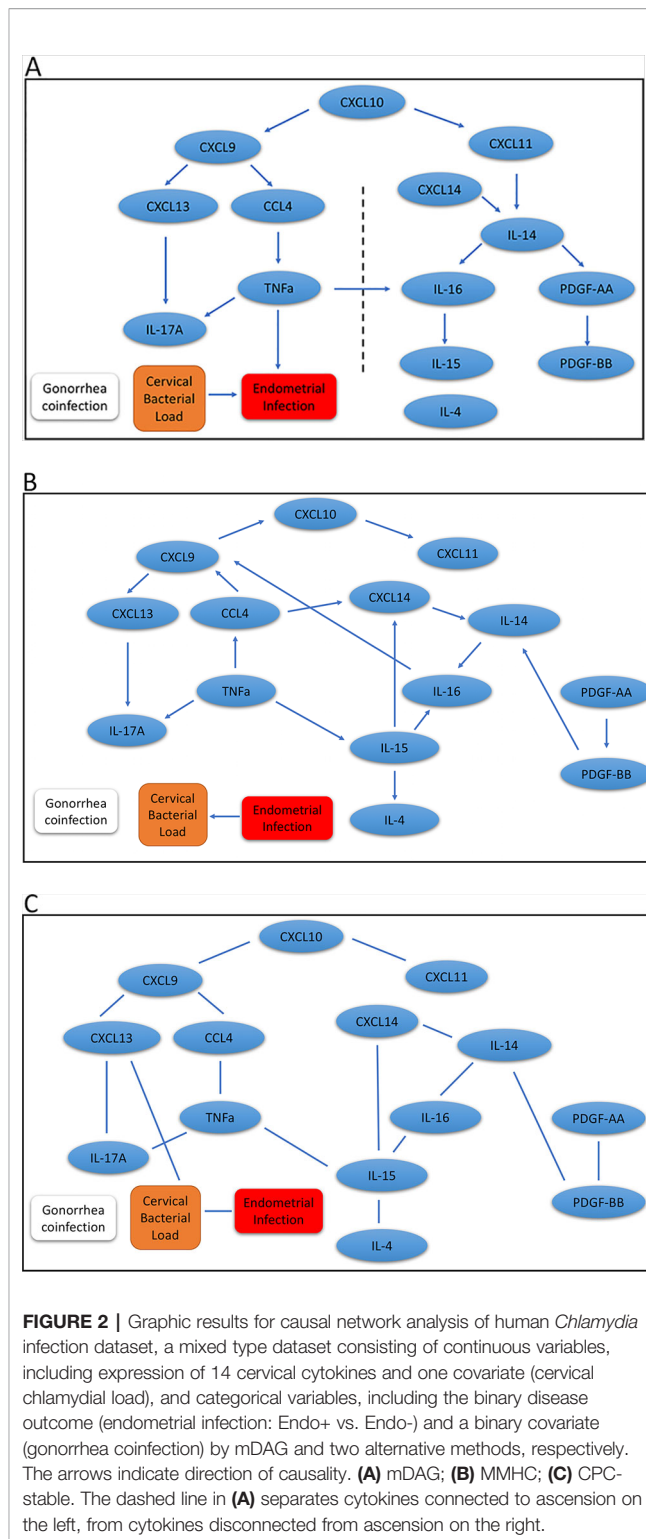 A
CXCL10
CXCL9
CXCL11
CXCL14
CXCL13
CCL4
IL-14
TNFa
IL-16
PDGF-AA
IL-17A
IL-15
PDGF-BB
Gonorrhea
coinfection
Cervical
Bacterial
Load
Endometrial
Infection
IL-4
B
CXCL10
CXCL9
CXCL11
CXCL13
CCL4
CXCL14
IL-14
TNFa
IL-16
PDGF-AA
IL-17A
IL-15
PDGF-BB
Gonorrhea
coinfection
Cervical
Bacterial
Load
Endometrial
Infection
IL-4
C
CXCL10
CXCL9
CXCL11
CXCL13
CCL4
CXCL14
IL-14
TNFa
IL-16
PDGF-AA
IL-17A
IL-15
PDGF-BB
Gonorrhea
coinfection
Cervical
Bacterial
Load
Endometrial
Infection
IL-4
FIGURE 2 | Graphic results for causal network analysis of human Chlamydia
infection dataset, a mixed type dataset consisting of continuous variables,
including expression of 14 cervical cytokines and one covariate (cervical
chlamydial load), and categorical variables, including the binary disease
outcome (endometrial infection: Endo+ vs. Endo-) and a binary covariate
(gonorrhea coinfection) by mDAG and two alternative methods, respectively.
The arrows indicate direction of causality. (A) mDAG; (B) MMHC; (C) CPC-
stable. The dashed line in (A) separates cytokines connected to ascension on
the left, from cytokines disconnected from ascension on the right.